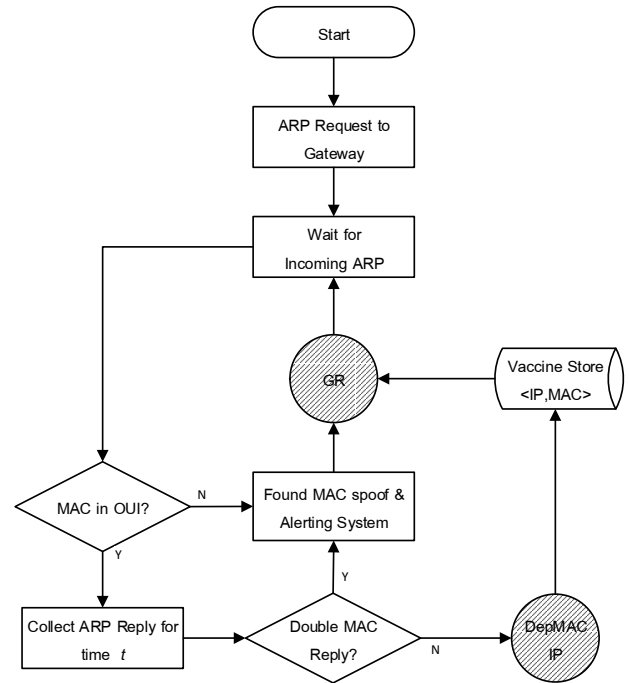 Start
ARP Request to
Gateway
Wait for
Incoming ARP
GR
Vaccine Store
<IP,MAC>
MAC in OUI?
N
Found MAC spoof &
Alerting System
Y
Y
Collect ARP Reply for
time t
Double MAC
Reply?
N
DepMAC
IP